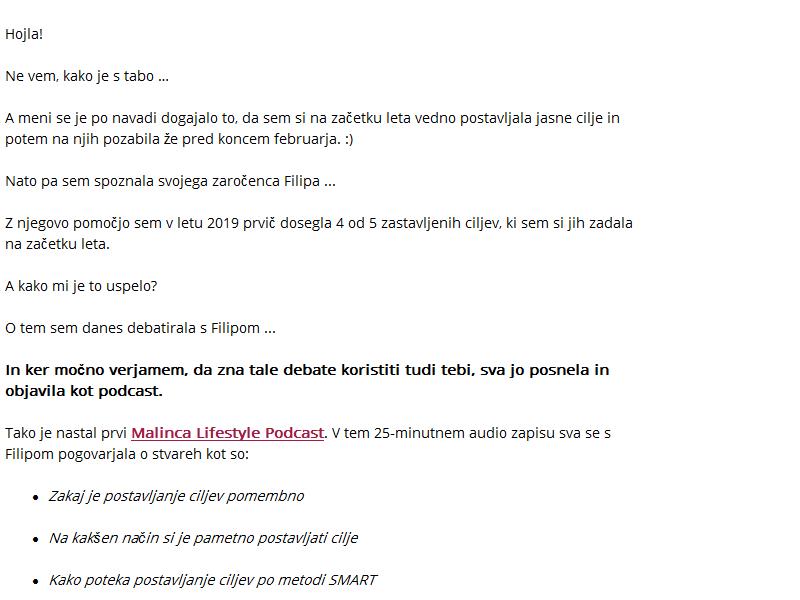 Hojla!
Ne vem, kako je s tabo ...
A meni se je po navadi dogajalo to, da sem si na začetku leta vedno postavljala jasne cilje in
potem na njih pozabila že pred koncem februarja. :)
Nato pa sem spoznala svojega zaročenca Filipa ...
Z njegovo pomočjo sem v letu 2019 prvič dosegla 4 od 5 zastavljenih ciljev, ki sem si jih zadala
na začetku leta.
A kako mi je to uspelo?
O tem sem danes debatirala s Filipom ...
In ker močno verjamem, da zna tale debate koristiti tudi tebi, sva jo posnela in
objavila kot podcast.
Tako je nastal prvi Malinca Lifestyle Podcast. V tem 25-minutnem audio zapisu sva se s
Filipom pogovarjala o stvareh kot so:
• Zakaj je postavljanje ciljev pomembno
• Na kakšen način si je pametno postavljati cilje
• Kako poteka postavljanje ciljev po metodi SMART